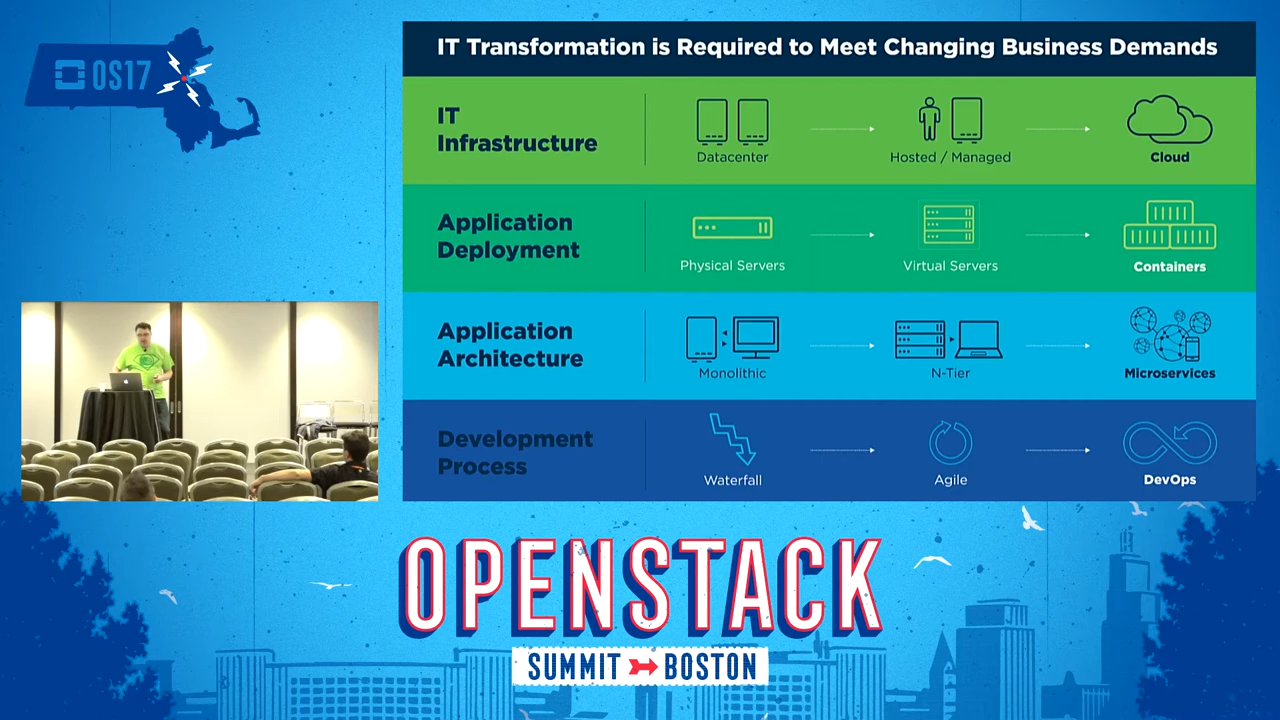 OS17
IT Transformation is Required to Meet Changing Business Demands
IT
Infrastructure
Datacenter
Hosted / Managed
Cloud
Application
Deployment
Physical Servers
Virtual Servers
Containers
Application
Architecture
Monolithic
N-Tier
Microservices
Development
Process
Waterfall
Agile
DevOps
OPENSTACK
SUMMIT BOSTON